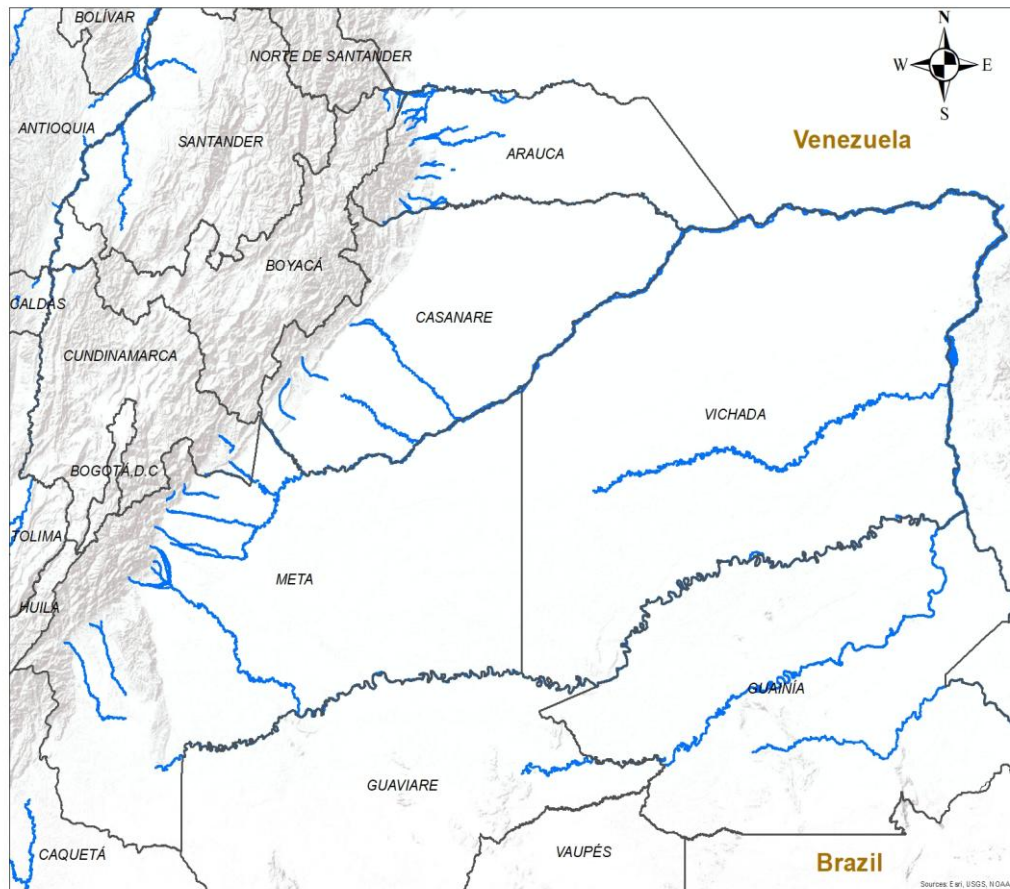 BOLÍVAR
N
NORTE DE SANTANDER
W E
S
ANTIOQUIA
SANTANDER
Venezuela
ARAUCA
BOYACÁ
CALDAS
CASANARE
CUNDINAMARCA
VICHADA
BOGOTÁ D.C
TOLIMA
META
HUILA
GUAINÍA
GUAVIARE
CAQUETÁ
VAUPÉS
Brazil
Sources: Esri, USGS, NOAA